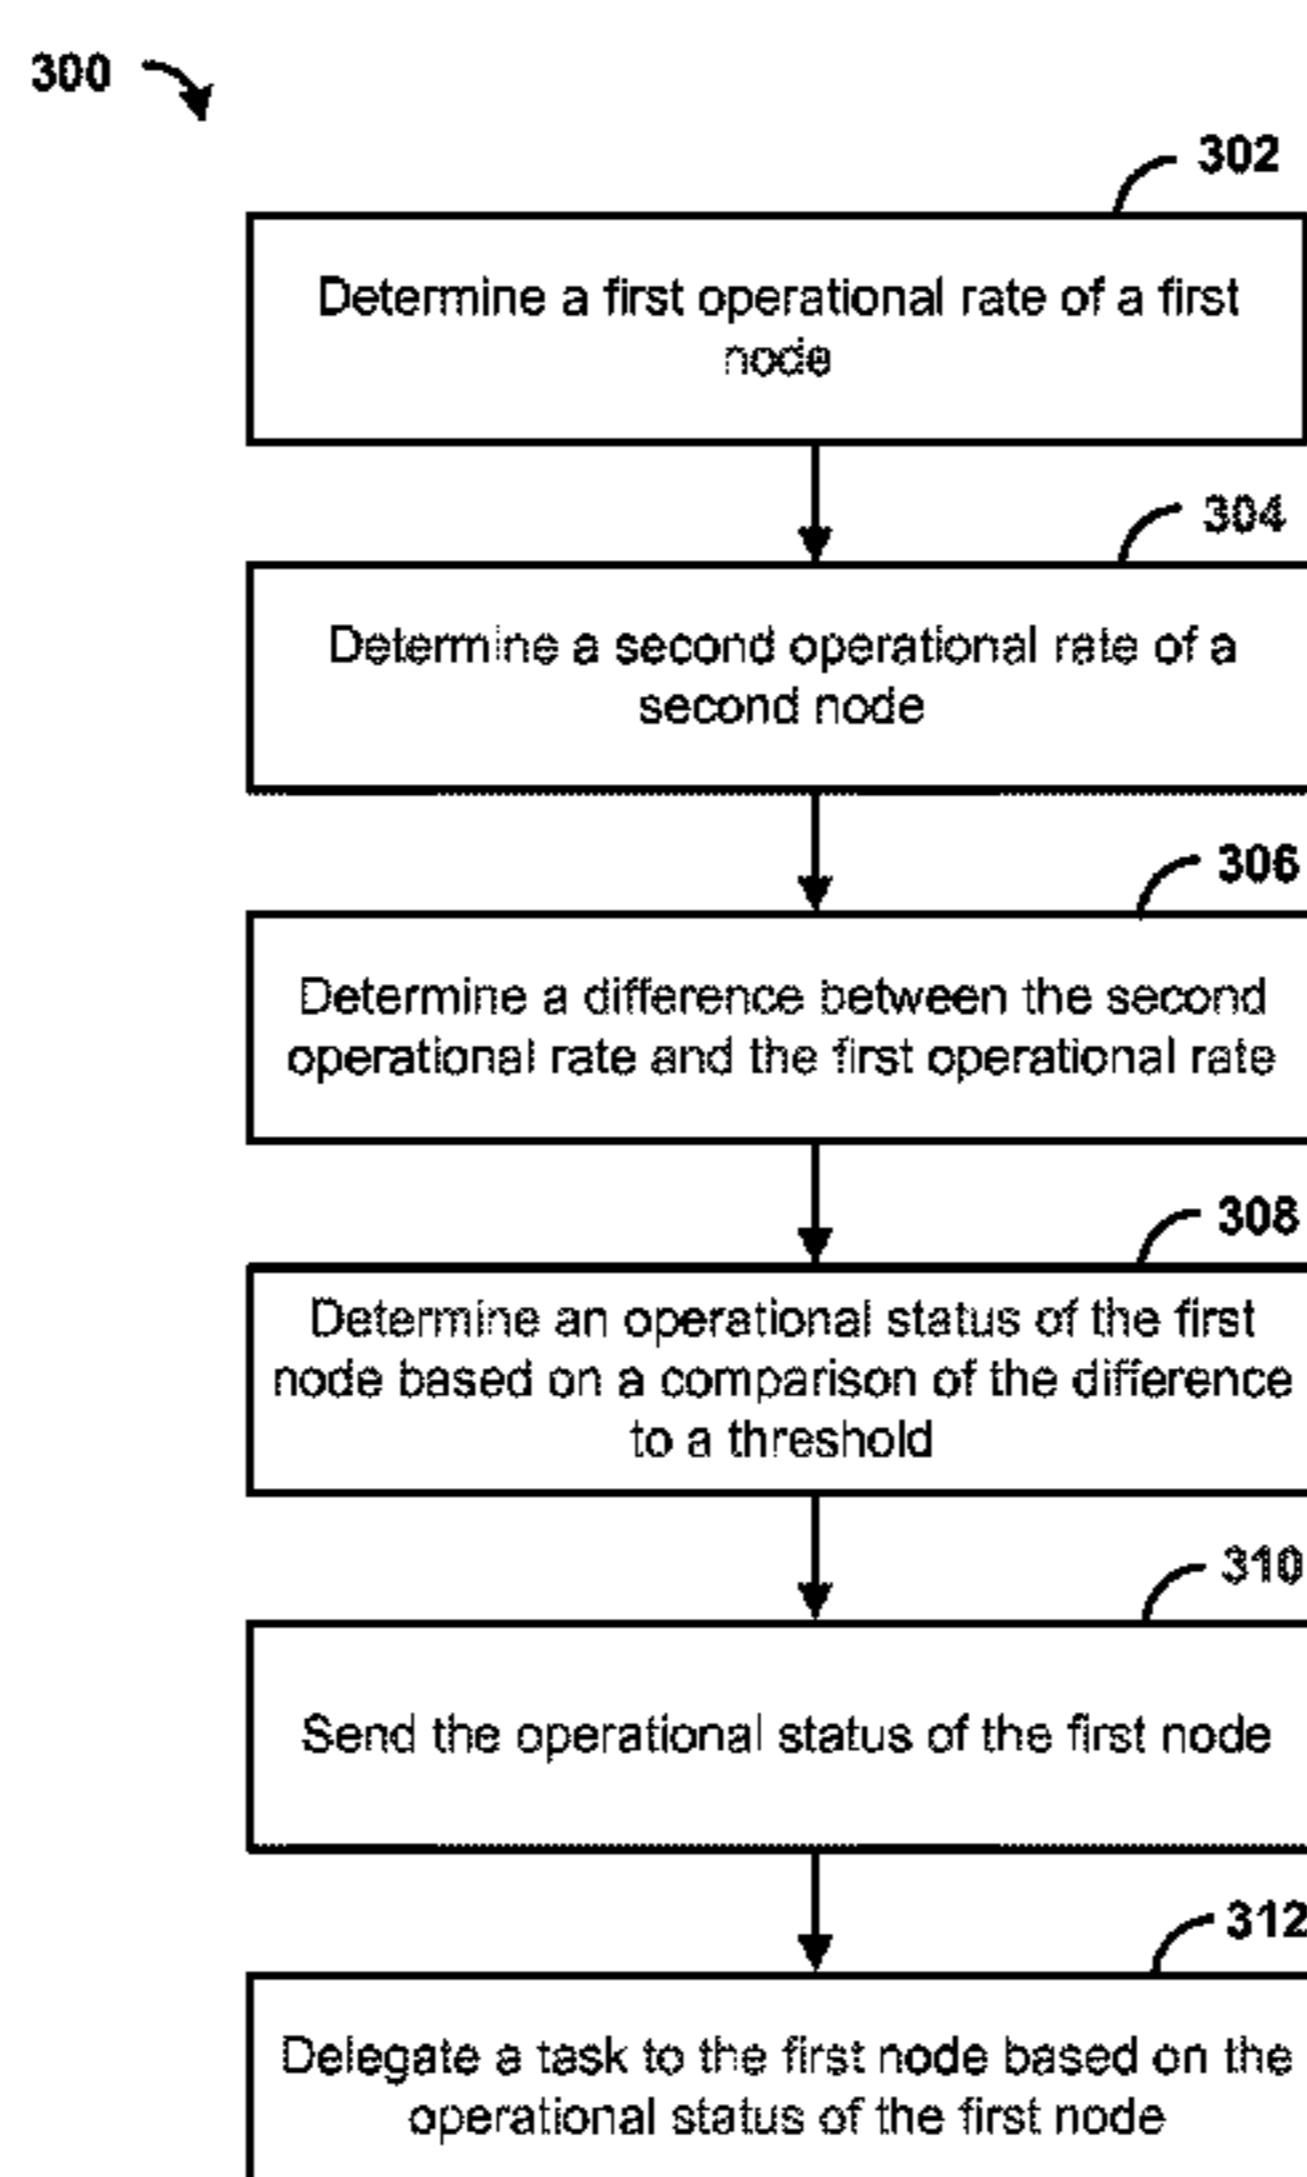 300
302
Determine a first operational rate of a first
node
304
Determine a second operational rate of a
second node
306
Determine a difference between the second
operational rate and the first operational rate
308
Determine an operational status of the first
node based on a comparison of the difference
to a threshold
310
Send the operational status of the first node
312
Delegate a task to the first node based on the
operational status of the first node